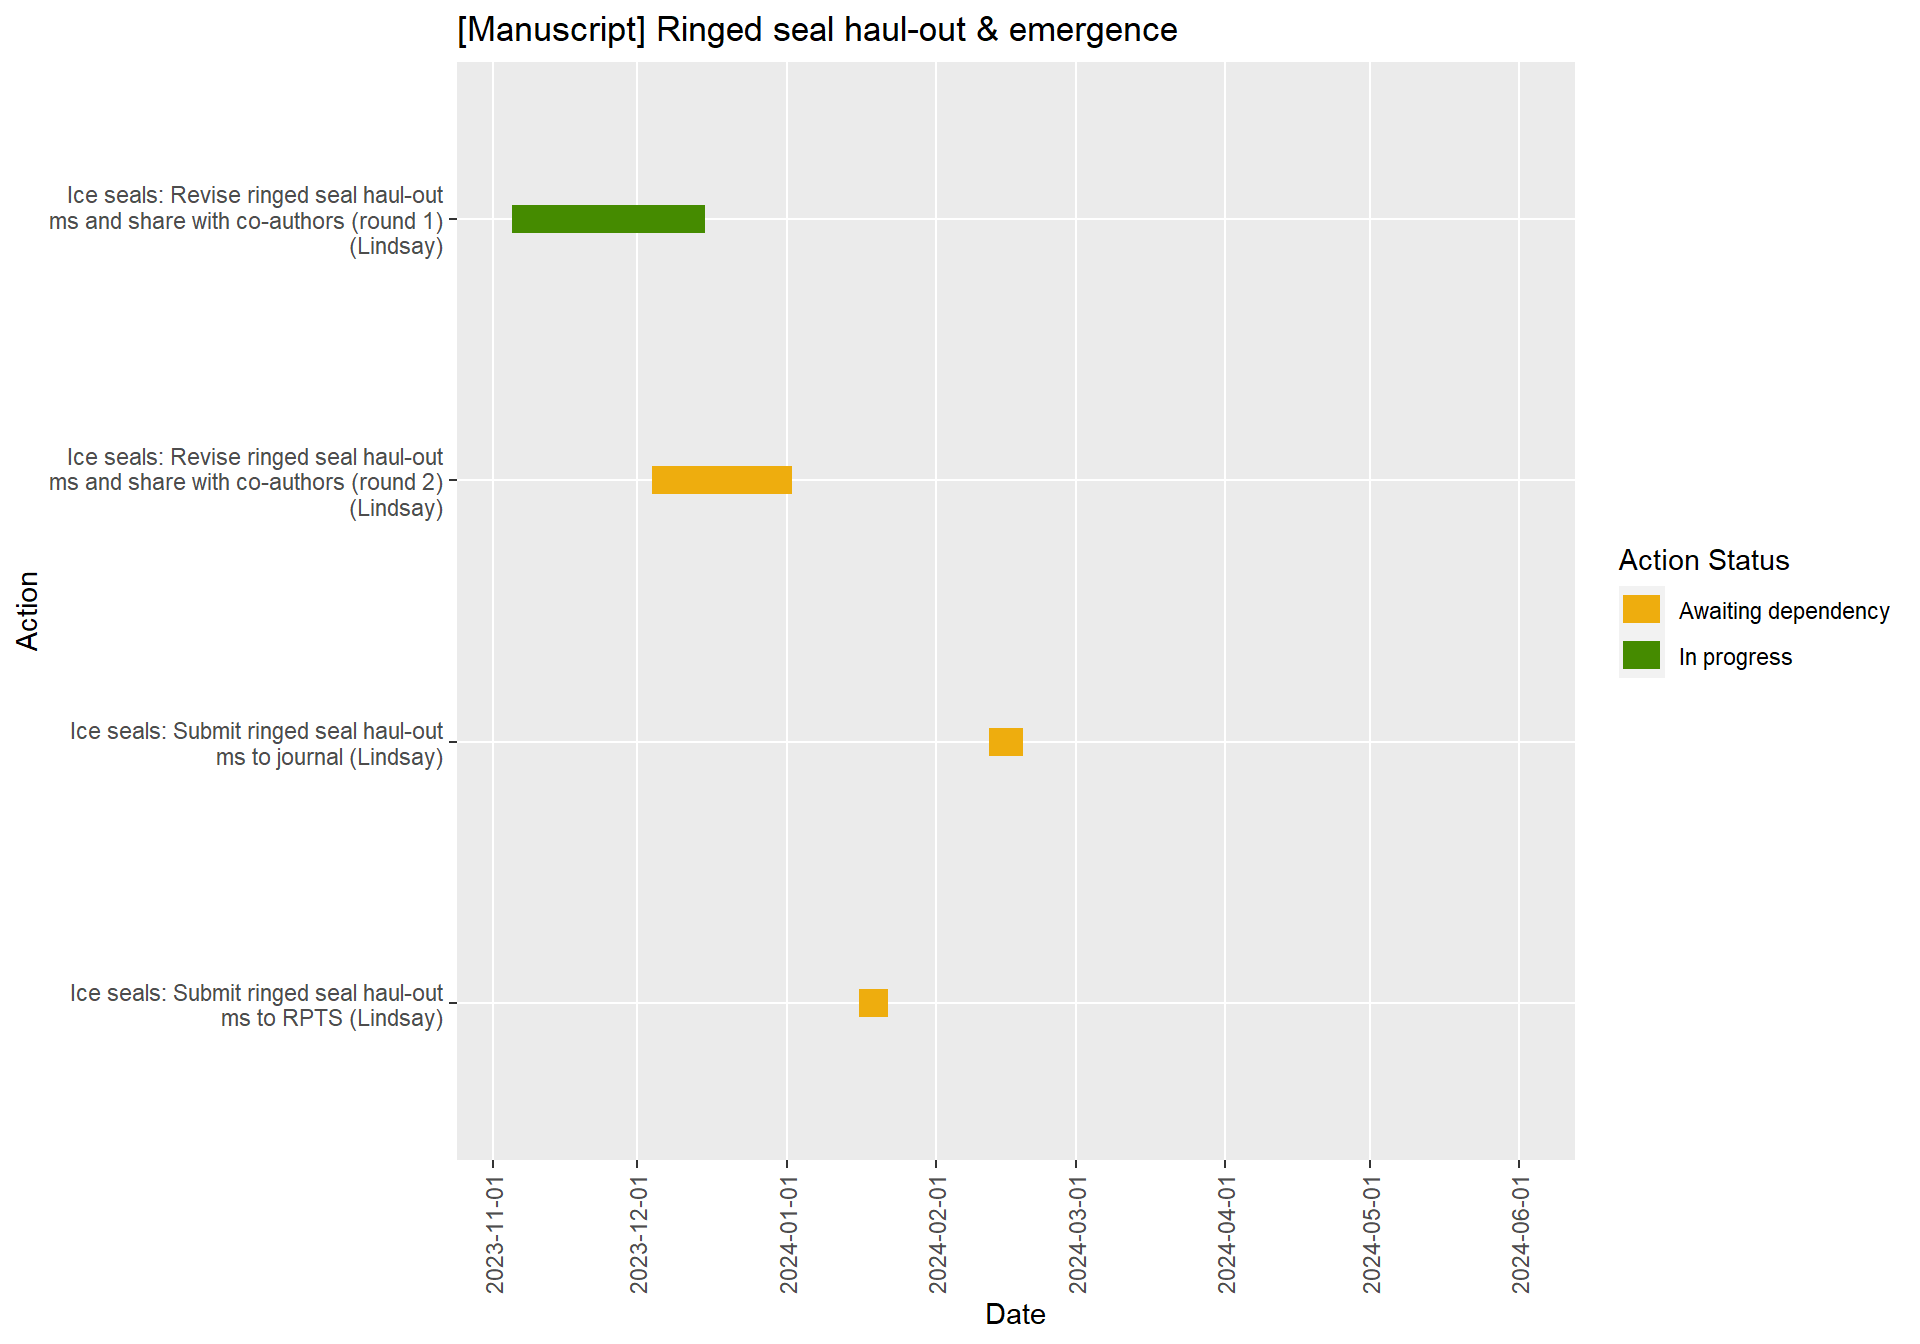 [Manuscript] Ringed seal haul-out & emergence
Ice seals: Revise ringed seal haul-out
ms and share with co-authors (round 1)
(Lindsay)
Ice seals: Revise ringed seal haul-out
ms and share with co-authors (round 2)
(Lindsay)
Ice seals: Submit ringed seal haul-out
ms to journal (Lindsay)
Ice seals: Submit ringed seal haul-out
ms to RPTS (Lindsay)
Action
2023-11-01
2023-12-01
2024-01-01
2024-02-01
2024-03-01
2024-04-01
2024-05-01
2024-06-01
Date
Action Status
Awaiting dependency
In progress